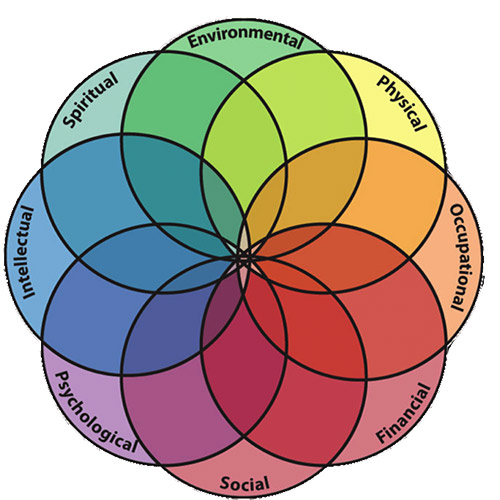 Environmental
Physical
Occupational
Financial
Social
Psychological
Intellectual
Spiritual